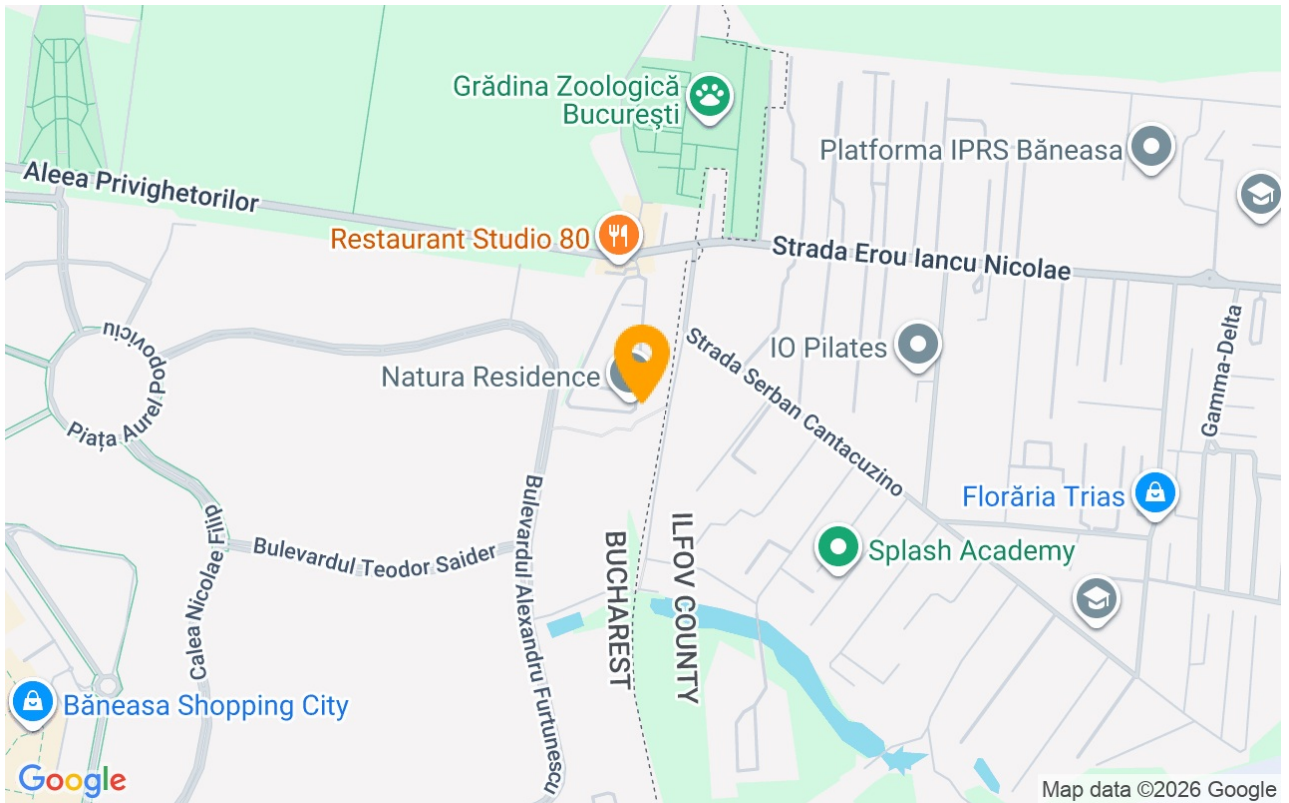 Grădina Zoologică
București
Platforma IPRS Băneasa
Aleea Privighetorilor
Restaurant Studio 80
Strada Erou Iancu Nicolae
Piața Aurel Popoviciu
Natura Residence
Strada Serban Cantacuzino
IO Pilates
Gamma-Delta
Florăria Trias
Calea Nicolae Filip
Bulevardul Teodor Saider
Bulevardul Alexandru Furtunescu
BUCHAREST
ILFOV COUNTY
Splash Academy
Băneasa Shopping City
Google
Map data ©2026 Google